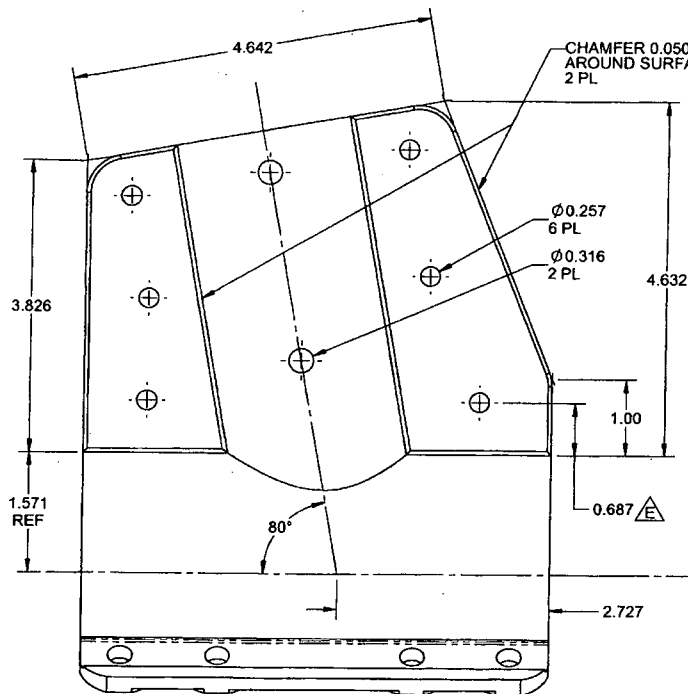 4.642
CHAMFER 0.050
AROUND SURFA
2 PL
Ø0.257
6 PL
Ø0.316
2 PL
3.826
4.632
1.00
1.571
REF
0.687 E
80°
2.727